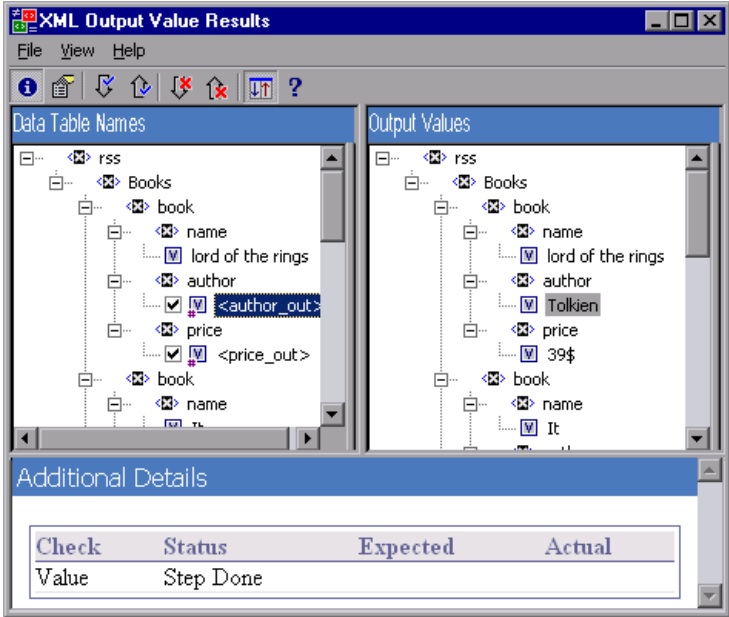 XML Output Value Results
File View Help
Data Table Names
rss
Books
book
name
lord of the rings
author
<author_out>
price
<price_out>
book
name
It
Output Values
rss
Books
book
name
lord of the rings
author
Tolkien
price
39$
book
name
It
Additional Details
Check Status Expected Actual
Value Step Done